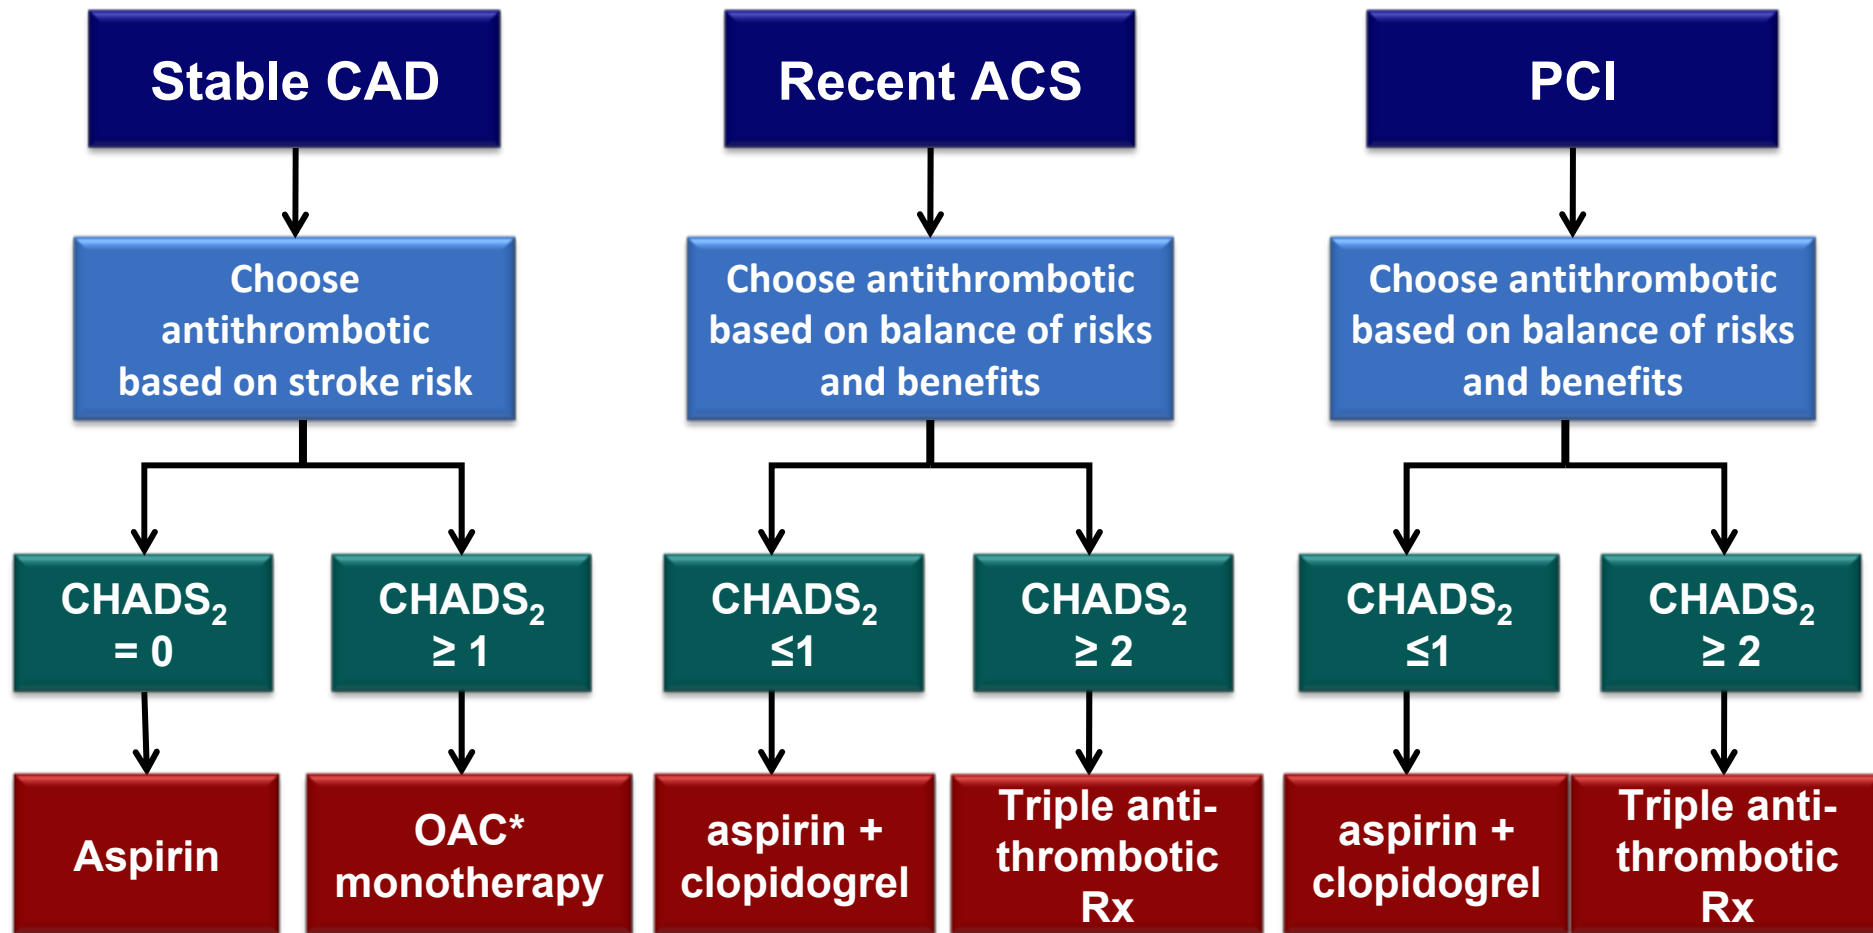 Stable CAD
Recent ACS
PCI
Choose
antithrombotic
based on stroke risk
Choose antithrombotic
based on balance of risks
and benefits
Choose antithrombotic
based on balance of risks
and benefits
CHADS₂
= 0
CHADS₂
≥ 1
CHADS₂
≤1
CHADS₂
≥ 2
CHADS₂
≤1
CHADS₂
≥ 2
Aspirin
OAC*
monotherapy
aspirin +
clopidogrel
Triple anti-
thrombotic
Rx
aspirin +
clopidogrel
Triple anti-
thrombotic
Rx